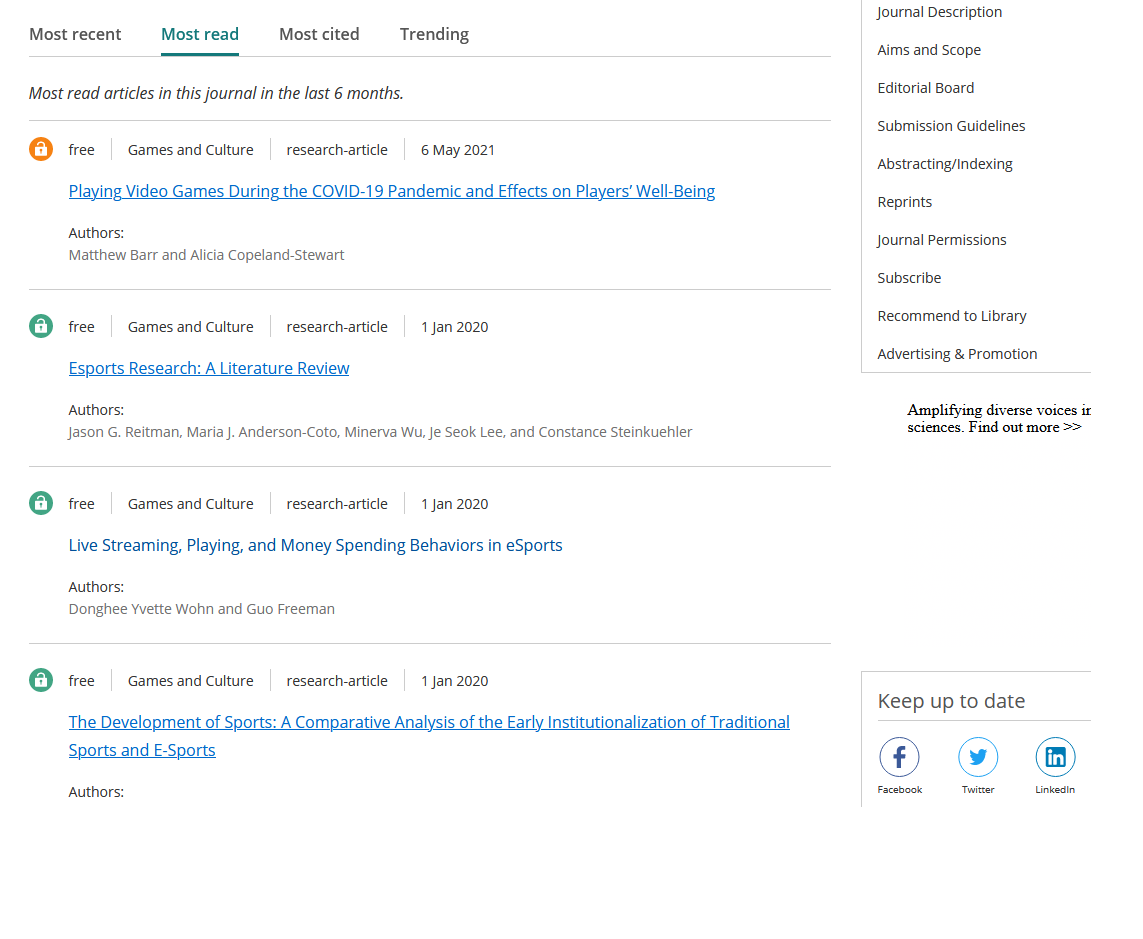 Most recent Most read Most cited Trending
Most read articles in this journal in the last 6 months.
free Games and Culture research-article 6 May 2021
Playing Video Games During the COVID-19 Pandemic and Effects on Players’ Well-Being
Authors:
Matthew Barr and Alicia Copeland-Stewart
free Games and Culture research-article 1 Jan 2020
Esports Research: A Literature Review
Authors:
Jason G. Reitman, Maria J. Anderson-Coto, Minerva Wu, Je Seok Lee, and Constance Steinkuehler
free Games and Culture research-article 1 Jan 2020
Live Streaming, Playing, and Money Spending Behaviors in eSports
Authors:
Donghee Yvette Wohn and Guo Freeman
free Games and Culture research-article 1 Jan 2020
The Development of Sports: A Comparative Analysis of the Early Institutionalization of Traditional
Sports and E-Sports
Authors:
Journal Description
Aims and Scope
Editorial Board
Submission Guidelines
Abstracting/Indexing
Reprints
Journal Permissions
Subscribe
Recommend to Library
Advertising & Promotion
Amplifying diverse voices in
sciences. Find out more >>
Keep up to date
Facebook Twitter LinkedIn